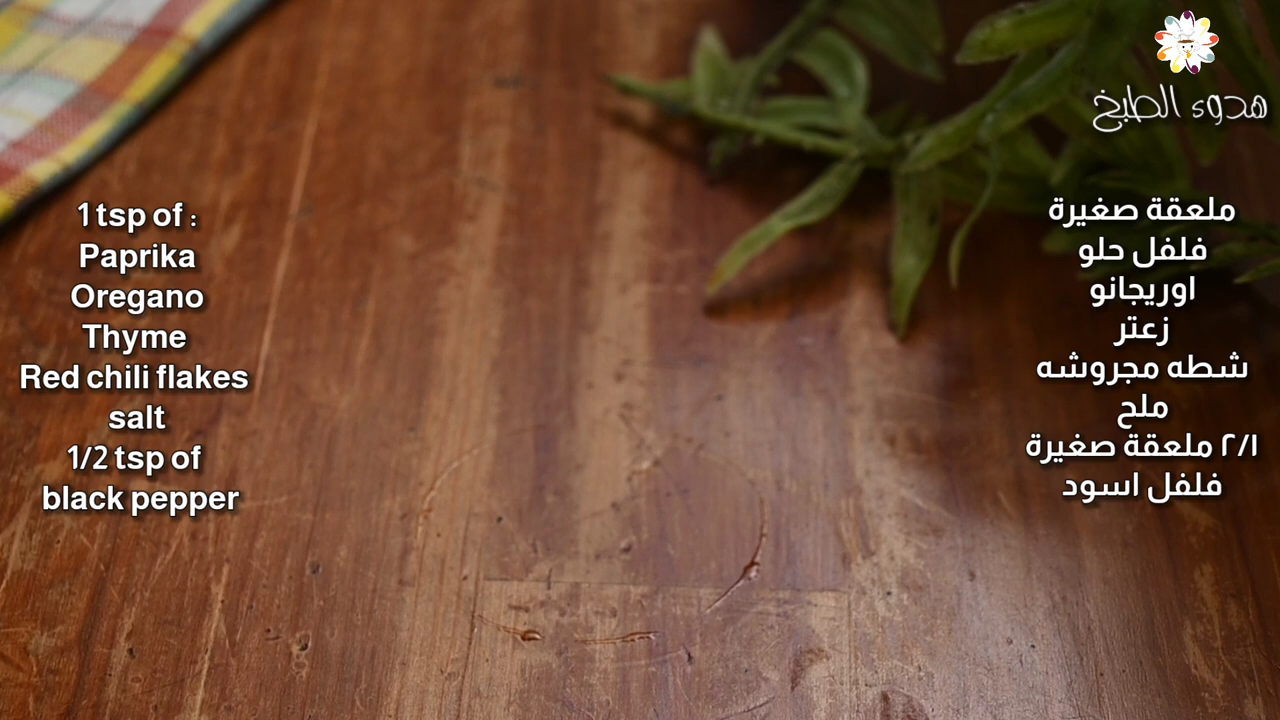 هدوء الطبخ
1 tsp of :
Paprika
Oregano
Thyme
Red chili flakes
salt
1/2 tsp of
black pepper
ملعقة صغيرة
فلفل حلو
اوريجانو
زعتر
شطه مجروشه
ملح
٢/١ ملعقة صغيرة
فلفل اسود